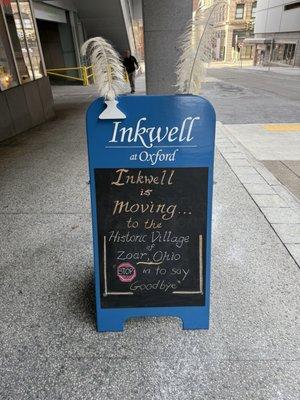 Inkwell
at Oxford
Inkwell
is
Moving...
to the
Historic Village
of
Zoar, Ohio
STOP in to say
Goodbye"